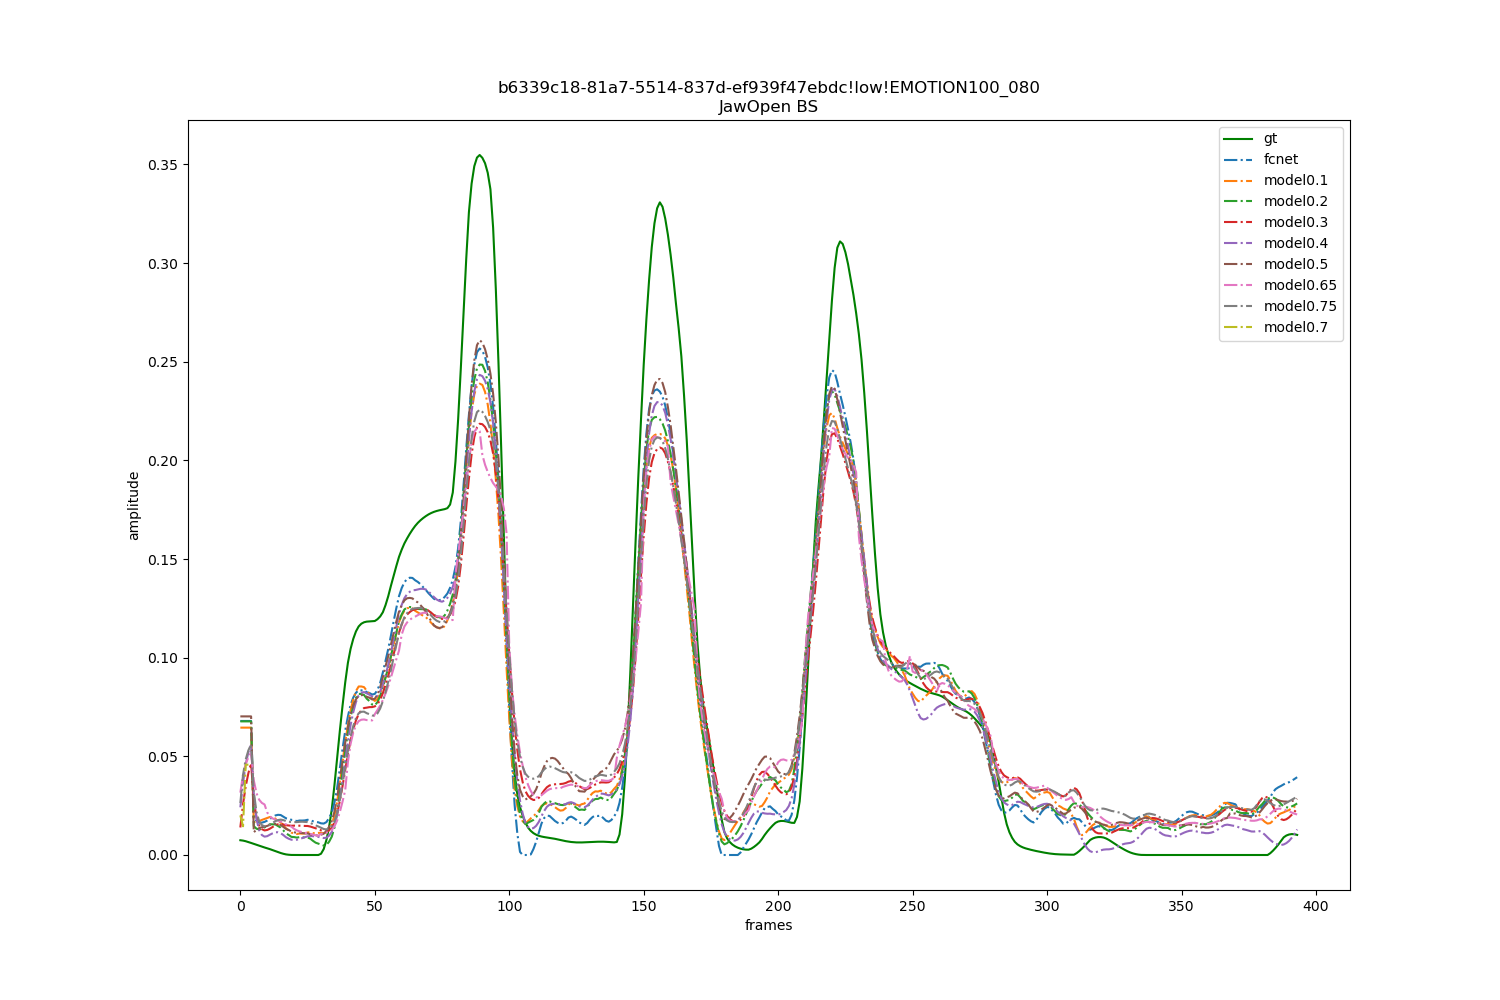 b6339c18-81a7-5514-837d-ef939f47ebdc!low!EMOTION100_080
JawOpen BS
gt
fcnet
model0.1
model0.2
model0.3
model0.4
model0.5
model0.65
model0.75
model0.7
amplitude
0.35
0.30
0.25
0.20
0.15
0.10
0.05
0.00
0
50
100
150
200
250
300
350
400
frames